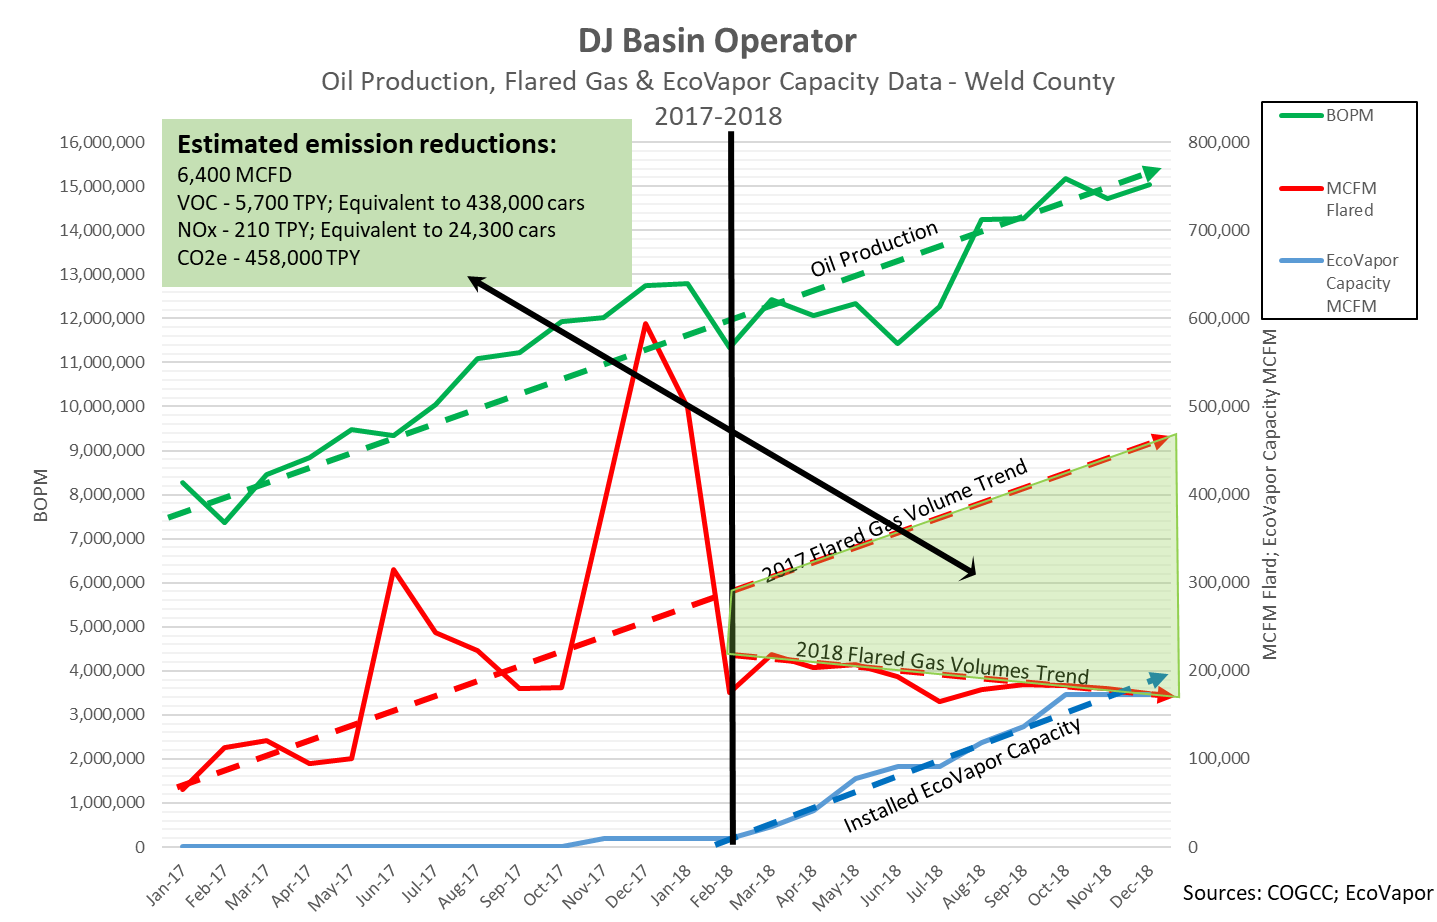 DJ Basin Operator
Oil Production, Flared Gas & EcoVapor Capacity Data - Weld County
2017-2018
Estimated emission reductions:
6,400 MCFD
VOC - 5,700 TPY; Equivalent to 438,000 cars
NOx - 210 TPY; Equivalent to 24,300 cars
CO2e - 458,000 TPY
BOPM
16,000,000
15,000,000
14,000,000
13,000,000
12,000,000
11,000,000
10,000,000
9,000,000
8,000,000
7,000,000
6,000,000
5,000,000
4,000,000
3,000,000
2,000,000
1,000,000
0
Oil Production
2017 Flared Gas Volume Trend
2018 Flared Gas Volumes Trend
Installed EcoVapor Capacity
800,000
700,000
600,000
500,000
400,000
300,000
200,000
100,000
0
MCFM Flard; EcoVapor Capacity MCFM
BOPM
MCFM
Flared
EcoVapor
Capacity
MCFM
Jan-17
Feb-17
Mar-17
Apr-17
May-17
Jun-17
Jul-17
Aug-17
Sep-17
Oct-17
Nov-17
Dec-17
Jan-18
Feb-18
Mar-18
Apr-18
May-18
Jun-18
Jul-18
Aug-18
Sep-18
Oct-18
Nov-18
Dec-18
Sources: COGCC; EcoVapor